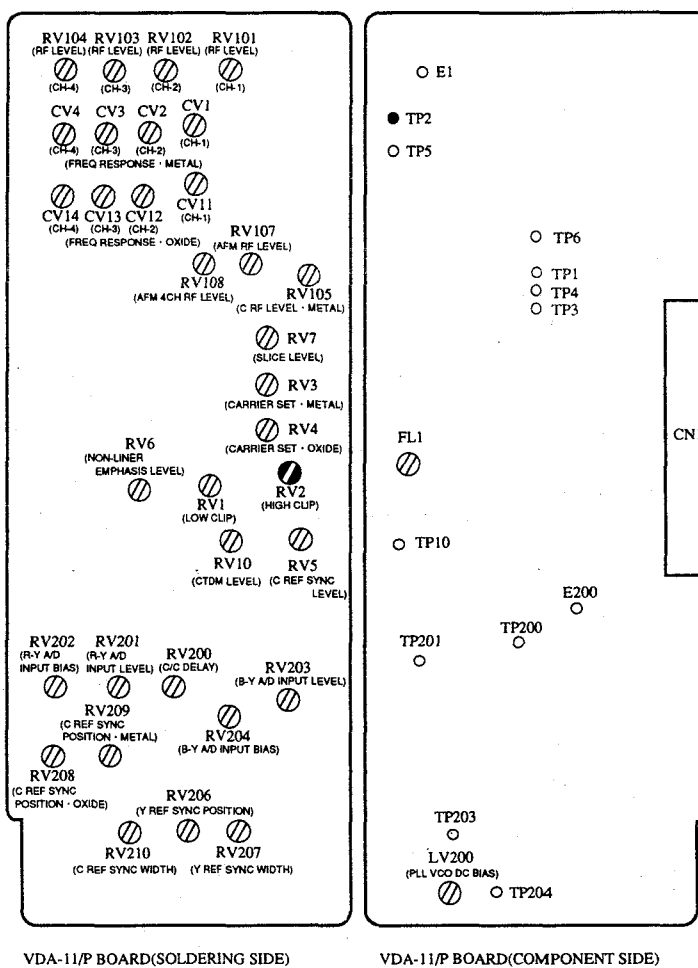 RV104 RV103 RV102 RV101
(RF LEVEL) (RF LEVEL) (RF LEVEL) (RF LEVEL)
(CH-4) (CH-3) (CH-2) (CH-1)
CV4 CV3 CV2 CV1
(CH-4) (CH-3) (CH-2) (CH-1)
(FREQ RESPONSE · METAL)
CV14 CV13 CV12 CV11
(CH-4) (CH-3) (CH-2) (CH-1)
(FREQ RESPONSE · OXIDE)
RV107
(AFM RF LEVEL)
RV108
(AFM 4CH RF LEVEL)
RV105
(C RF LEVEL · METAL)
RV7
(SLICE LEVEL)
RV3
(CARRIER SET · METAL)
RV4
(CARRIER SET · OXIDE)
RV6
(NON-LINER
EMPHASIS LEVEL)
RV1
(LOW CLIP)
RV2
(HIGH CLIP)
RV10
(CTDM LEVEL)
RV5
(C REF SYNC
LEVEL)
RV202
(R-Y A/D
INPUT BIAS)
RV201
(R-Y A/D
INPUT LEVEL)
RV200
(C/C DELAY)
RV203
(B-Y A/D INPUT LEVEL)
RV209
(C REF SYNC
POSITION · METAL)
RV204
(B-Y A/D INPUT BIAS)
RV208
(C REF SYNC
POSITION · OXIDE)
RV206
(Y REF SYNC POSITION)
RV210
(C REF SYNC WIDTH)
RV207
(Y REF SYNC WIDTH)
VDA-11/P BOARD(SOLDERING SIDE)
E1
TP2
TP5
TP6
TP1
TP4
TP3
CN
FL1
TP10
E200
TP200
TP201
TP203
LV200
(PLL VCO DC BIAS)
TP204
VDA-11/P BOARD(COMPONENT SIDE)